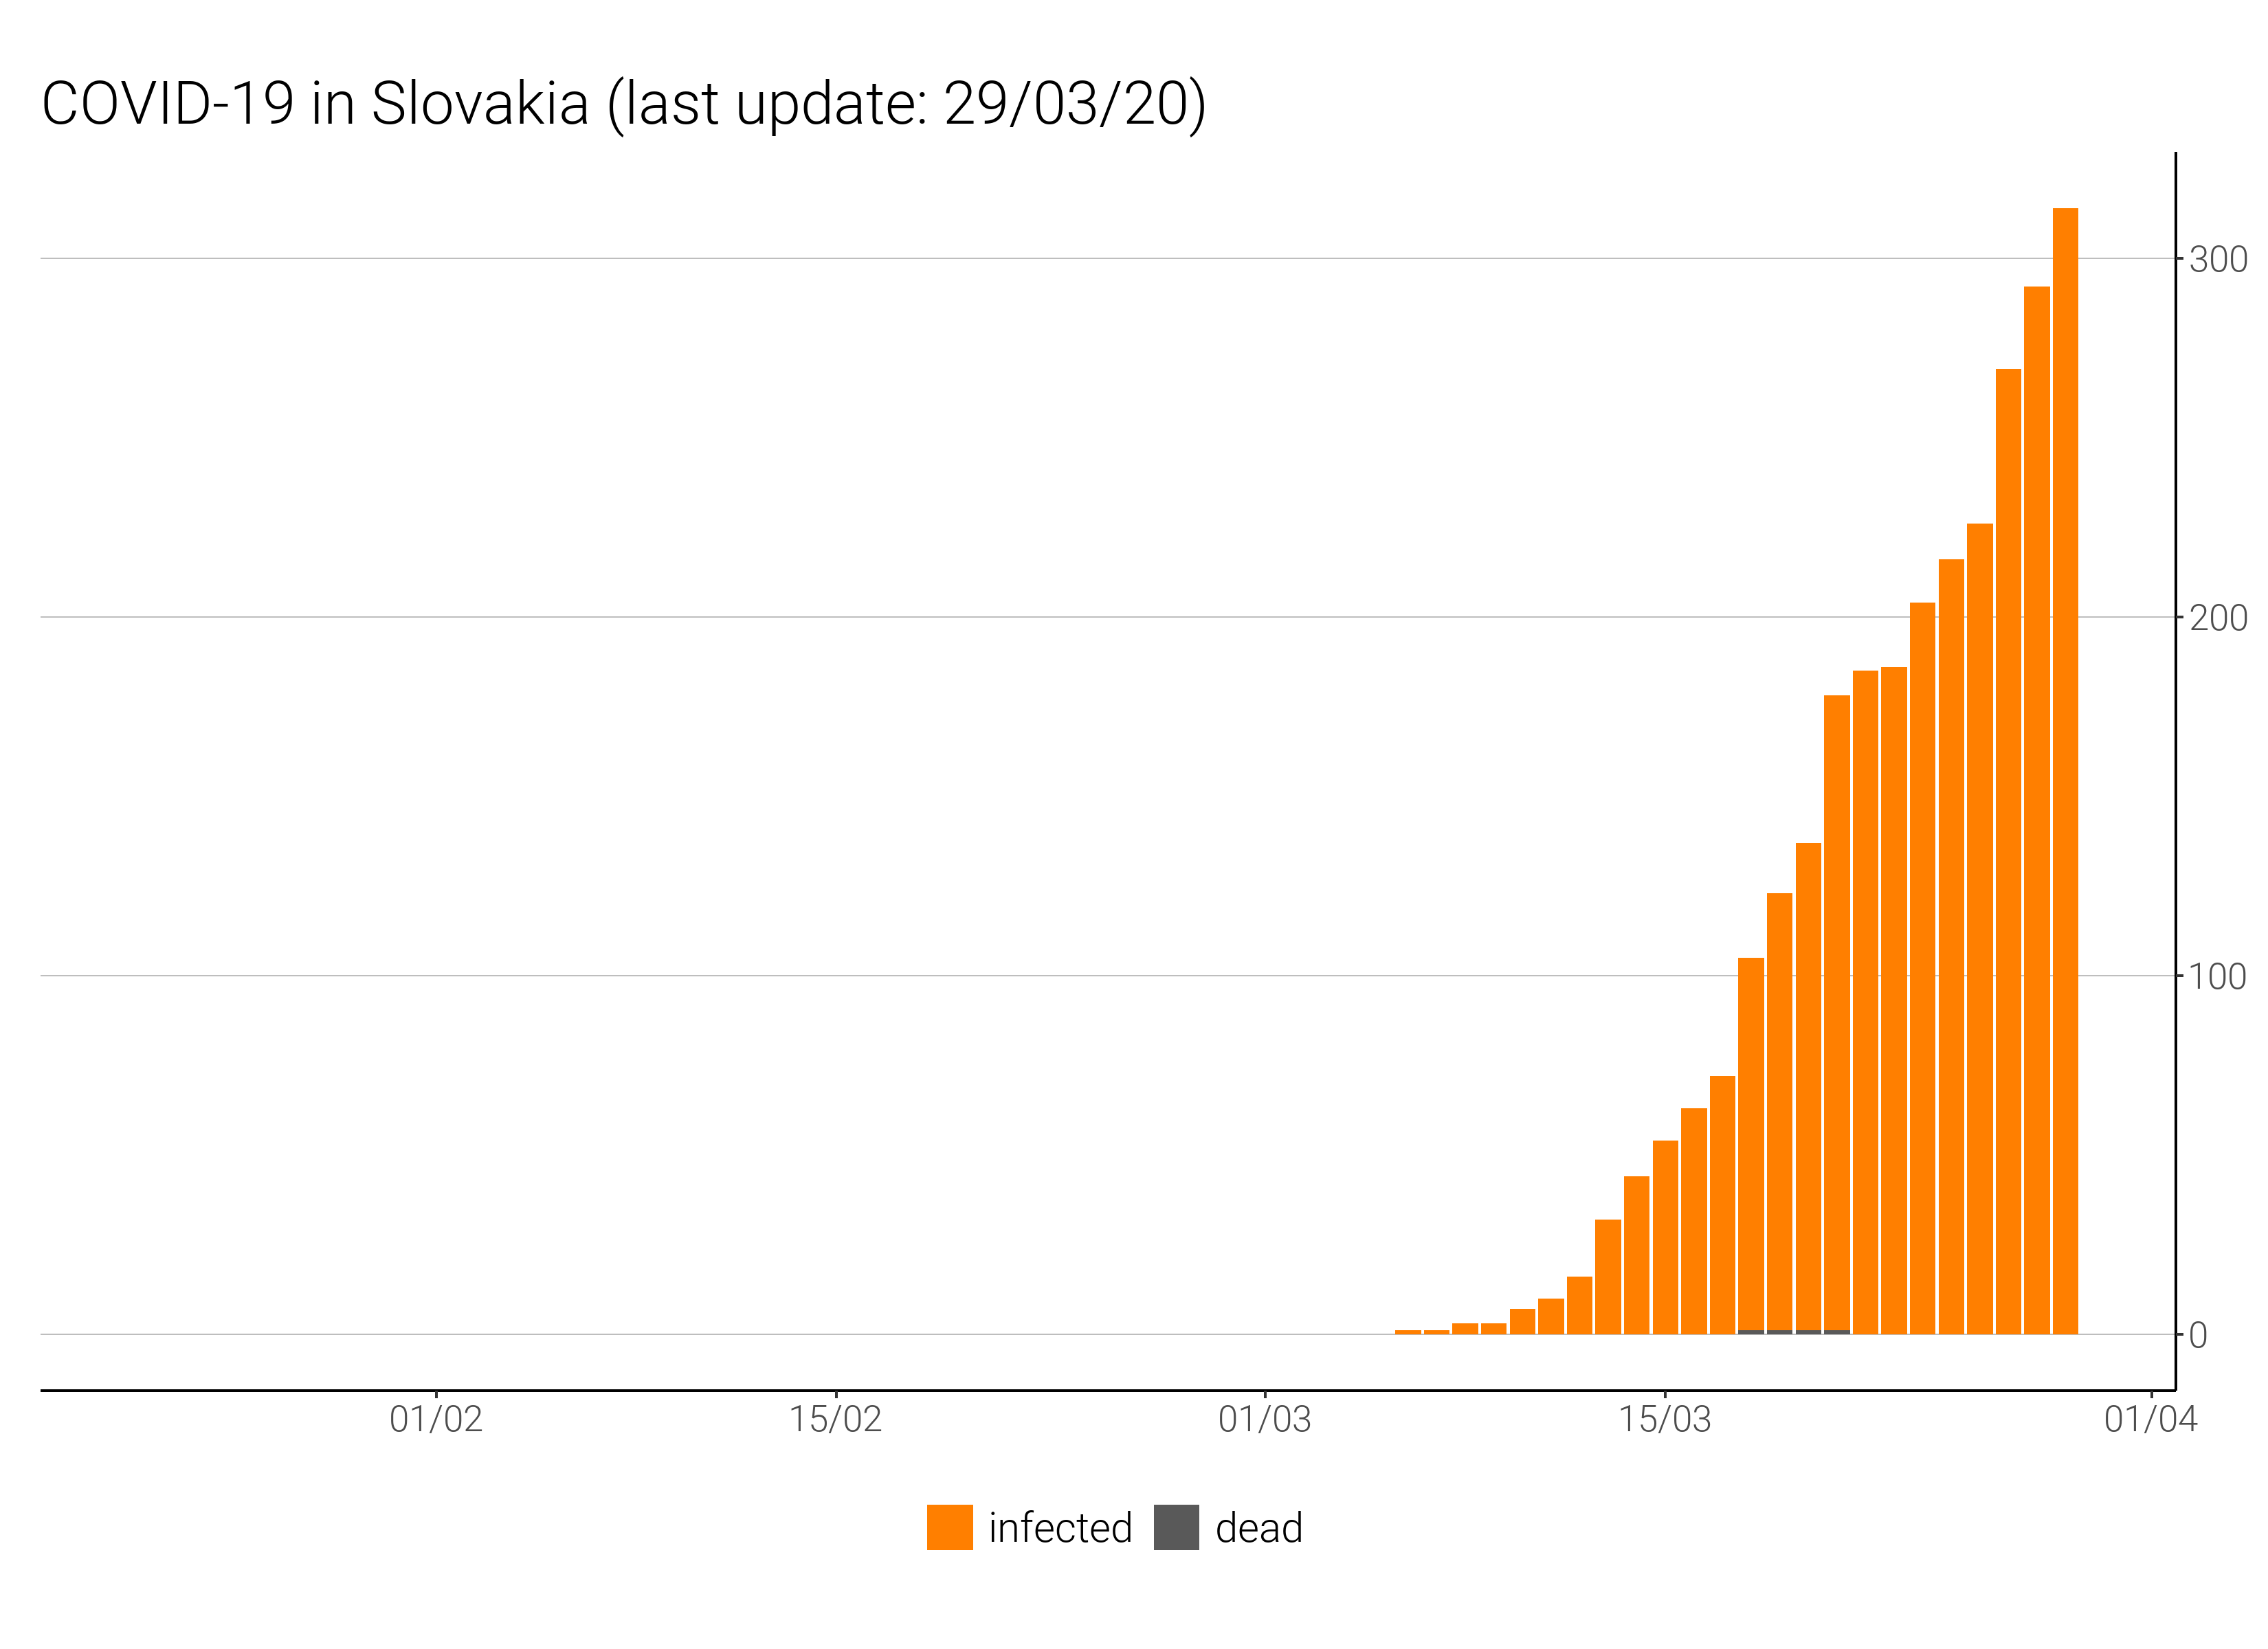 COVID-19 in Slovakia (last update: 29/03/20)
300
200
100
0
01/02 15/02 01/03 15/03 01/04
infected dead